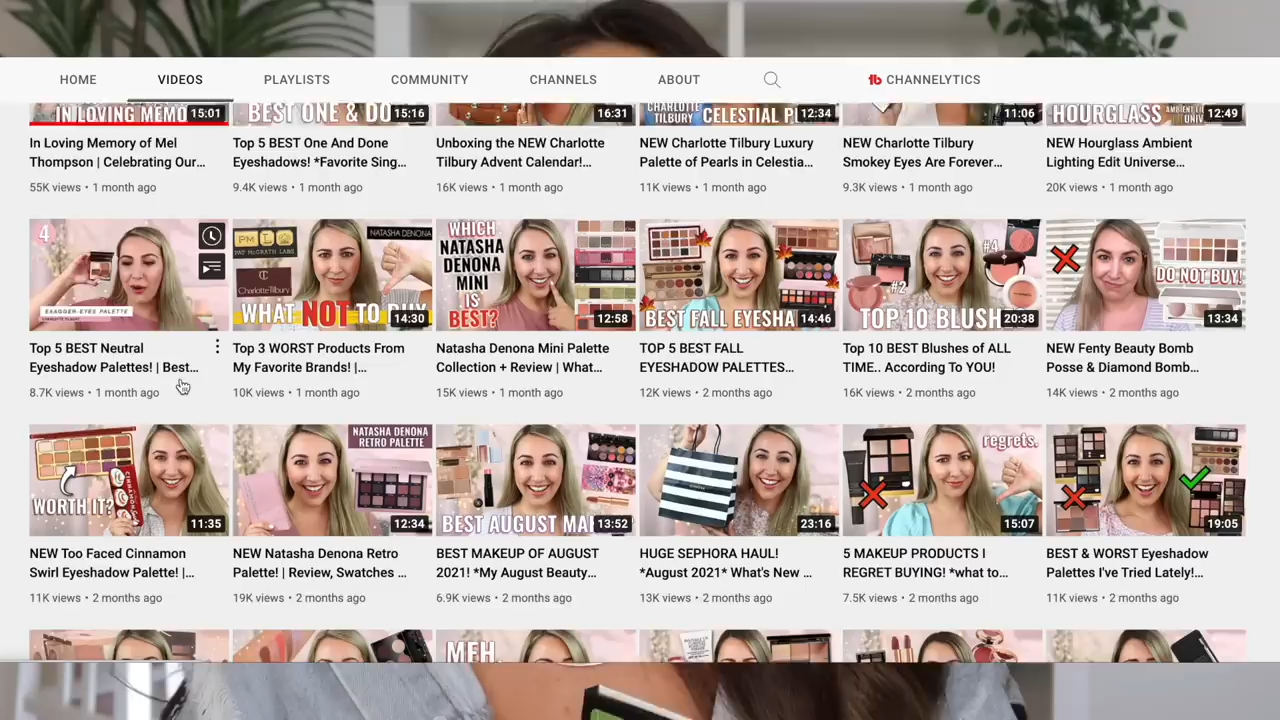 HOME
VIDEOS
PLAYLISTS
COMMUNITY
CHANNELS
ABOUT
CHANNELYTICS
IN LOVING MEMO
15:01
BEST ONE & DO
15:16
16:31
CHARLOTTE
TILBURY
CELESTIAL
12:34
11:06
HOURGLASS
12:49
In Loving Memory of Mel
Thompson | Celebrating Our...
55K views • 1 month ago
Top 5 BEST One And Done
Eyeshadows! *Favorite Sing...
9.4K views • 1 month ago
Unboxing the NEW Charlotte
Tilbury Advent Calendar!...
16K views • 1 month ago
NEW Charlotte Tilbury Luxury
Palette of Pearls in Celestia...
11K views • 1 month ago
NEW Charlotte Tilbury
Smokey Eyes Are Forever...
9.3K views • 1 month ago
NEW Hourglass Ambient
Lighting Edit Universe...
20K views • 1 month ago
4
EXAGGER-EYES PALETTE
CHARLOTTE TILBURY
PAT McGRATH LABS
CharlotteTilbury
NATASHA DENONA
WHAT NOT TO BUY
14:30
WHICH
NATASHA
DENONA
MINI
IS
BEST?
12:58
BEST FALL EYESHA
14:46
#4
#2
TOP 10 BLUSH
20:38
DO NOT BUY!
13:34
Top 5 BEST Neutral
Eyeshadow Palettes! | Best...
8.7K views • 1 month ago
Top 3 WORST Products From
My Favorite Brands! |...
10K views • 1 month ago
Natasha Denona Mini Palette
Collection + Review | What...
15K views • 1 month ago
TOP 5 BEST FALL
EYESHADOW PALETTES...
12K views • 2 months ago
Top 10 BEST Blushes of ALL
TIME.. According To YOU!
16K views • 2 months ago
NEW Fenty Beauty Bomb
Posse & Diamond Bomb...
14K views • 2 months ago
WORTH IT?
11:35
NATASHA DENONA
RETRO PALETTE
12:34
BEST AUGUST MA
13:52
23:16
regrets.
15:07
19:05
NEW Too Faced Cinnamon
Swirl Eyeshadow Palette! |...
11K views • 2 months ago
NEW Natasha Denona Retro
Palette! | Review, Swatches ...
19K views • 2 months ago
BEST MAKEUP OF AUGUST
2021! *My August Beauty...
6.9K views • 2 months ago
HUGE SEPHORA HAUL!
*August 2021* What's New ...
13K views • 2 months ago
5 MAKEUP PRODUCTS I
REGRET BUYING! *what to...
7.5K views • 2 months ago
BEST & WORST Eyeshadow
Palettes I've Tried Lately!...
11K views • 2 months ago
MEH.